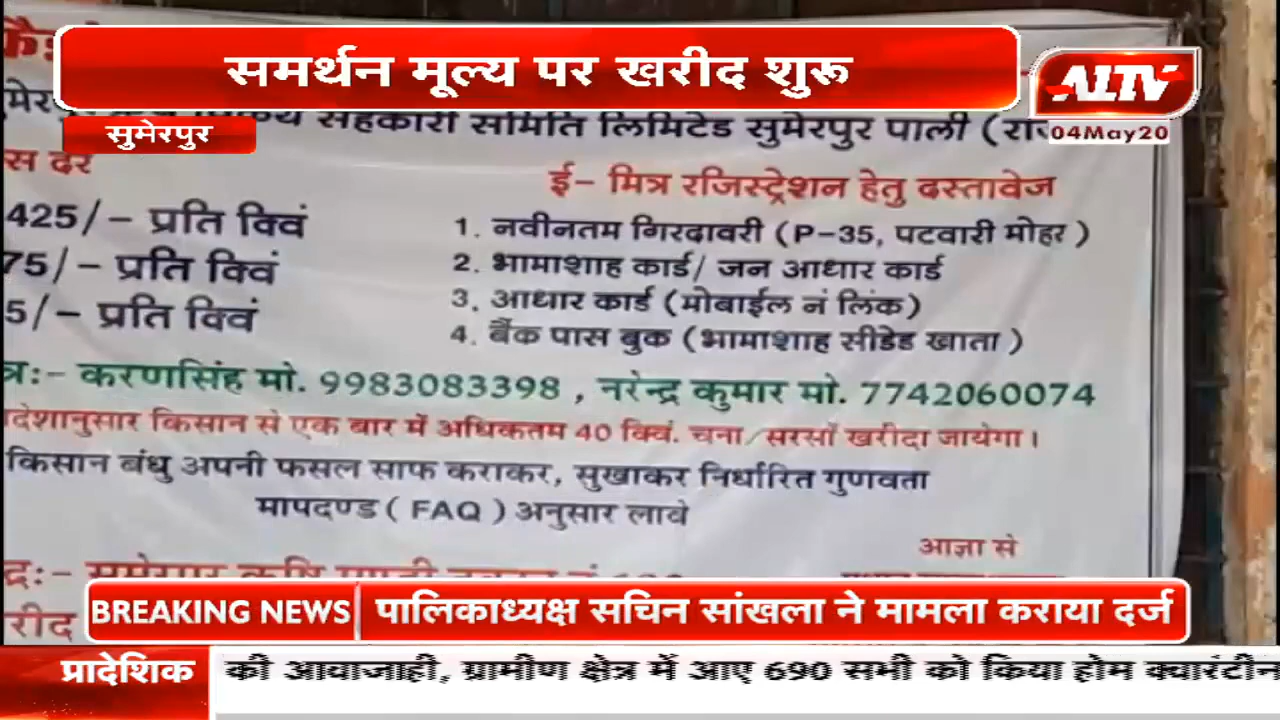 समर्थन मूल्य पर खरीद शुरू
ALTV
04May20
सुमेरपुर
सहकारी समिति लिमिटेड सुमेरपुर पाली
दर
425/- प्रति क्विं
75/- प्रति क्विं
5/- प्रति क्विं
ई- मित्र रजिस्ट्रेशन हेतु दस्तावेज
1. नवीनतम गिरदावरी (P-35, पटवारी मोहर )
2. भामाशाह कार्ड/ जन आधार कार्ड
3. आधार कार्ड (मोबाईल नं लिंक)
4. बैंक पास बुक (भामाशाह सीडेड खाता )
करणसिंह मो. 9983083398 , नरेन्द्र कुमार मो. 7742060074
देशानुसार किसान से एक बार में अधिकतम 40 क्विं. चना/सरसों खरीदा जायेगा।
किसान बंधु अपनी फसल साफ कराकर, सुखाकर निर्धारित गुणवता
मापदण्ड ( FAQ ) अनुसार लावे
आज्ञा से
रीद
BREAKING NEWS पालिकाध्यक्ष सचिन सांखला ने मामला कराया दर्ज
प्रादेशिक की आवाजाही, ग्रामीण क्षेत्र में आए 690 सभी को किया होम क्वारंटीन